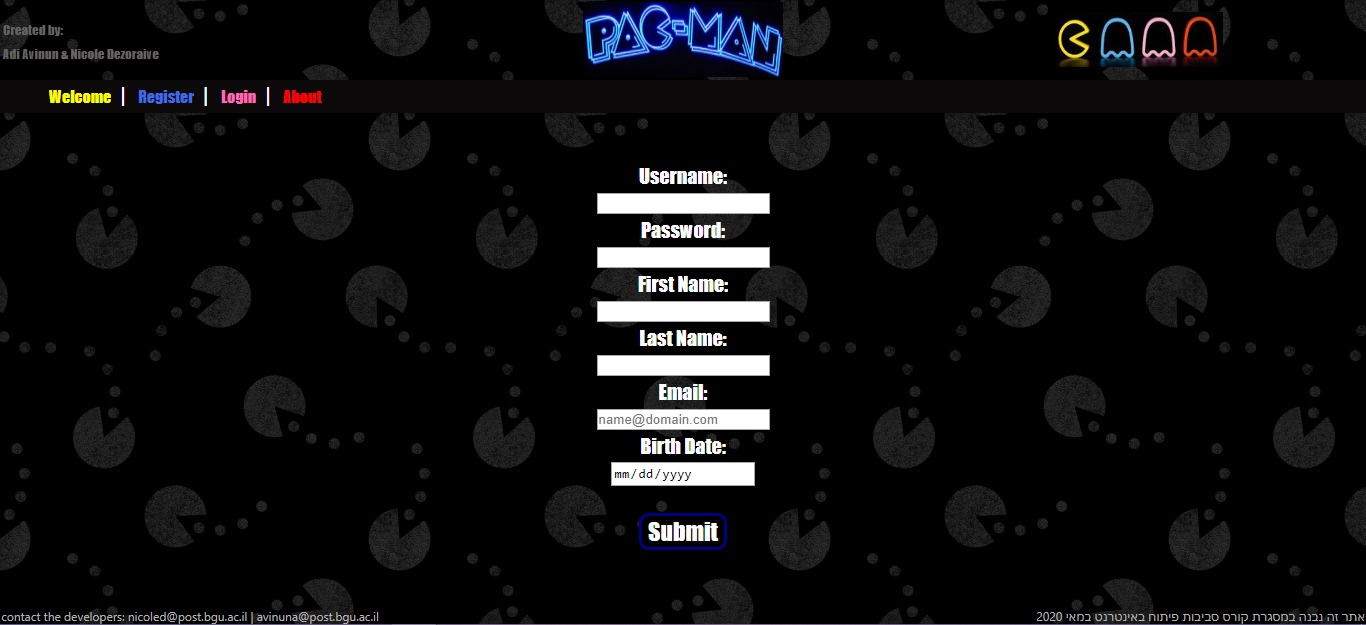 Created by:
Adi Avinun & Nicole Dezoraive
PAC-MAN
Welcome | Register | Login | About
Username:
Password:
First Name:
Last Name:
Email:
name@domain.com
Birth Date:
mm/dd/yyyy
Submit
contact the developers: nicoled@post.bgu.ac.il | avinuna@post.bgu.ac.il
אתר זה נבנה במסגרת קורס סביבות פיתוח באינטרנט במאי 2020